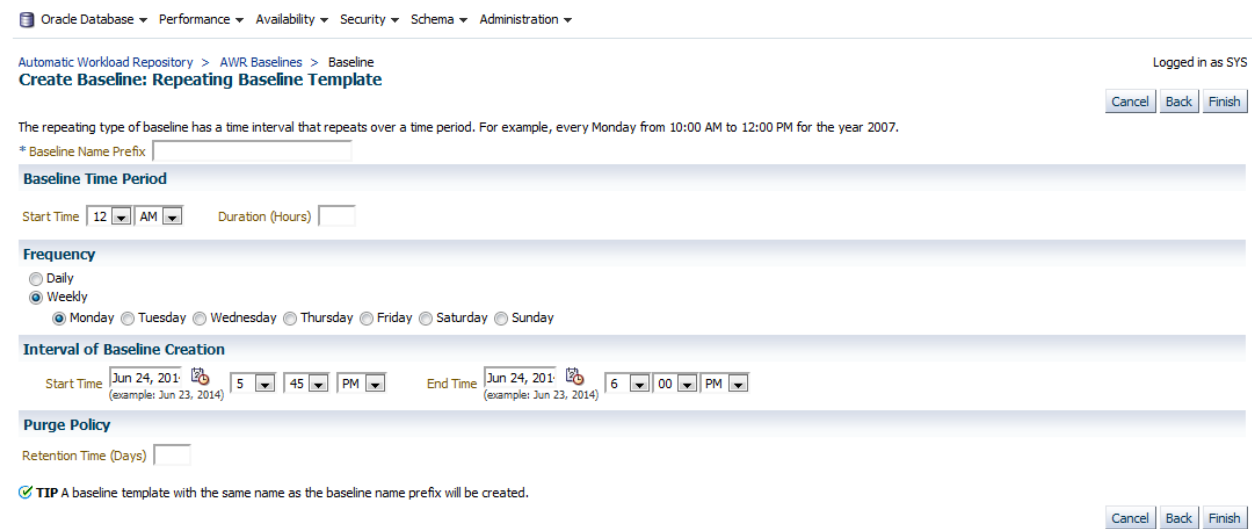 Oracle Database Performance Availability Security Schema Administration
Automatic Workload Repository > AWR Baselines > Baseline
Logged in as SYS
Create Baseline: Repeating Baseline Template
Cancel Back Finish
The repeating type of baseline has a time interval that repeats over a time period. For example, every Monday from 10:00 AM to 12:00 PM for the year 2007.
* Baseline Name Prefix
Baseline Time Period
Start Time 12 AM Duration (Hours)
Frequency
Daily
Weekly
Monday Tuesday Wednesday Thursday Friday Saturday Sunday
Interval of Baseline Creation
Start Time Jun 24, 201 5 45 PM End Time Jun 24, 201 6 00 PM
(example: Jun 23, 2014) (example: Jun 23, 2014)
Purge Policy
Retention Time (Days)
TIP A baseline template with the same name as the baseline name prefix will be created.
Cancel Back Finish